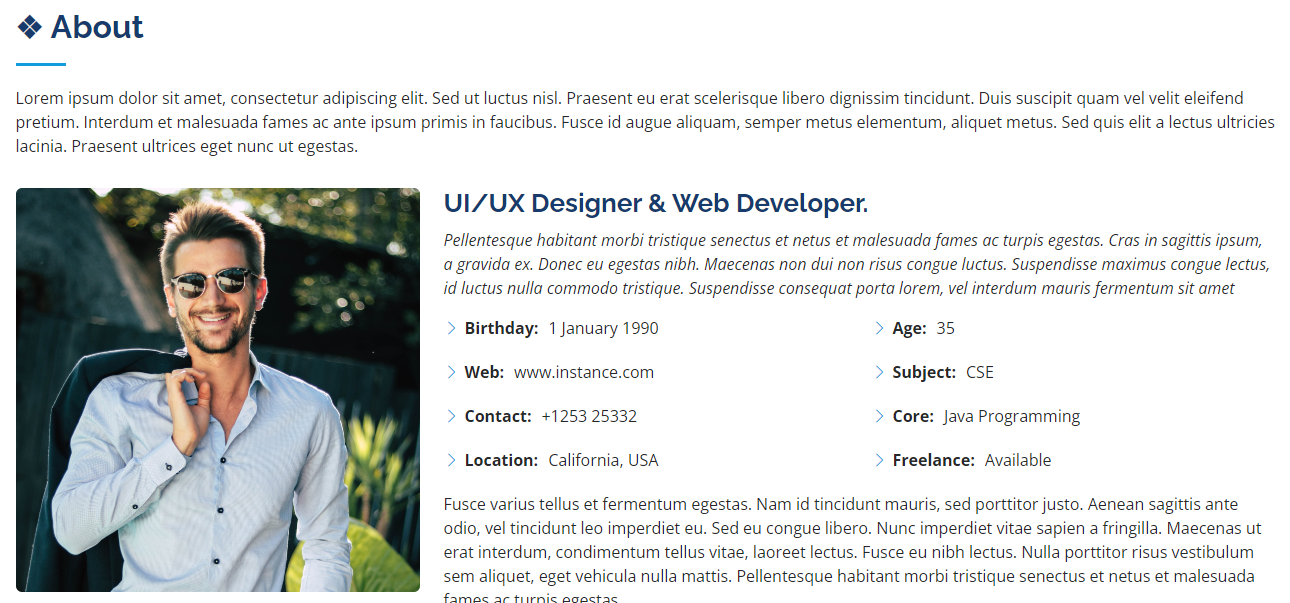 ❖ About
Lorem ipsum dolor sit amet, consectetur adipiscing elit. Sed ut luctus nisl. Praesent eu erat scelerisque libero dignissim tincidunt. Duis suscipit quam vel velit eleifend
pretium. Interdum et malesuada fames ac ante ipsum primis in faucibus. Fusce id augue aliquam, semper metus elementum, aliquet metus. Sed quis elit a lectus ultricies
lacinia. Praesent ultrices eget nunc ut egestas.
UI/UX Designer & Web Developer.
Pellentesque habitant morbi tristique senectus et netus et malesuada fames ac turpis egestas. Cras in sagittis ipsum,
a gravida ex. Donec eu egestas nibh. Maecenas non dui non risus congue luctus. Suspendisse maximus congue lectus,
id luctus nulla commodo tristique. Suspendisse consequat porta lorem, vel interdum mauris fermentum sit amet
Birthday: 1 January 1990
Web: www.instance.com
Contact: +1253 25332
Location: California, USA
Age: 35
Subject: CSE
Core: Java Programming
Freelance: Available
Fusce varius tellus et fermentum egestas. Nam id tincidunt mauris, sed porttitor justo. Aenean sagittis ante
odio, vel tincidunt leo imperdiet eu. Sed eu congue libero. Nunc imperdiet vitae sapien a fringilla. Maecenas ut
erat interdum, condimentum tellus vitae, laoreet lectus. Fusce eu nibh lectus. Nulla porttitor risus vestibulum
sem aliquet, eget vehicula nulla mattis. Pellentesque habitant morbi tristique senectus et netus et malesuada
fames ac turpis egestas.